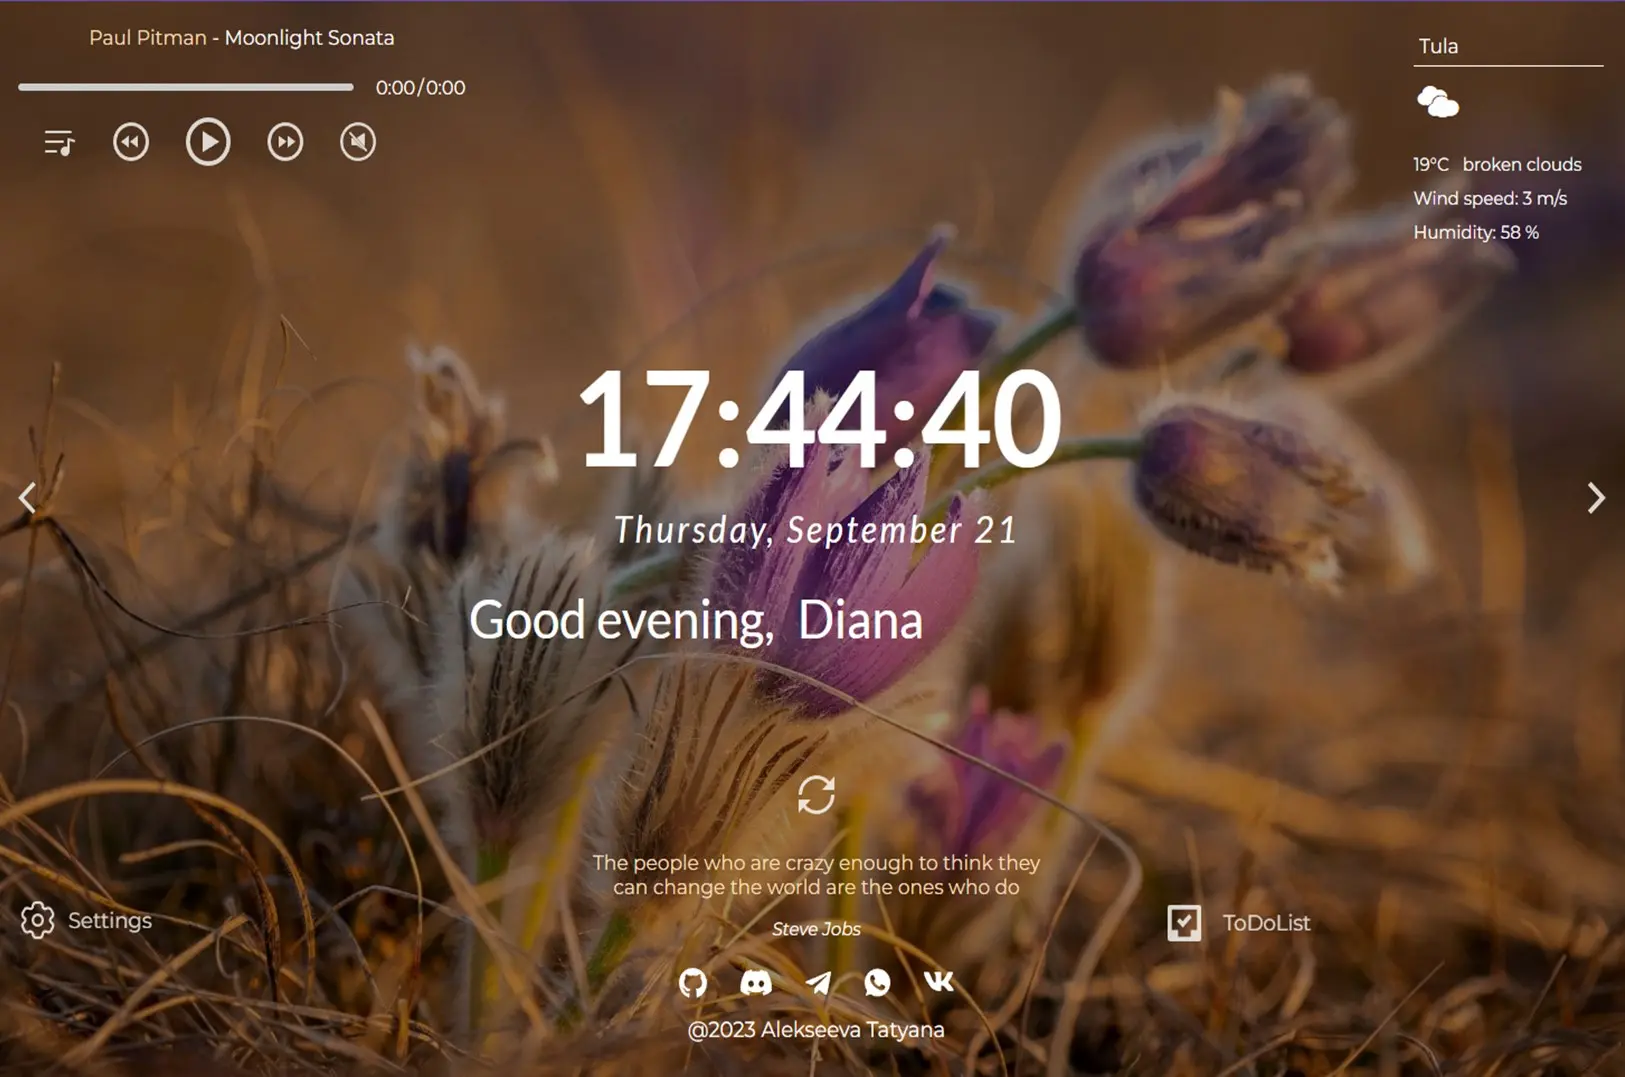 Paul Pitman - Moonlight Sonata
0:00/0:00
Tula
19°C broken clouds
Wind speed: 3 m/s
Humidity: 58 %
17:44:40
Thursday, September 21
Good evening, Diana
The people who are crazy enough to think they
can change the world are the ones who do
Steve Jobs
Settings
ToDoList
@2023 Alekseeva Tatyana